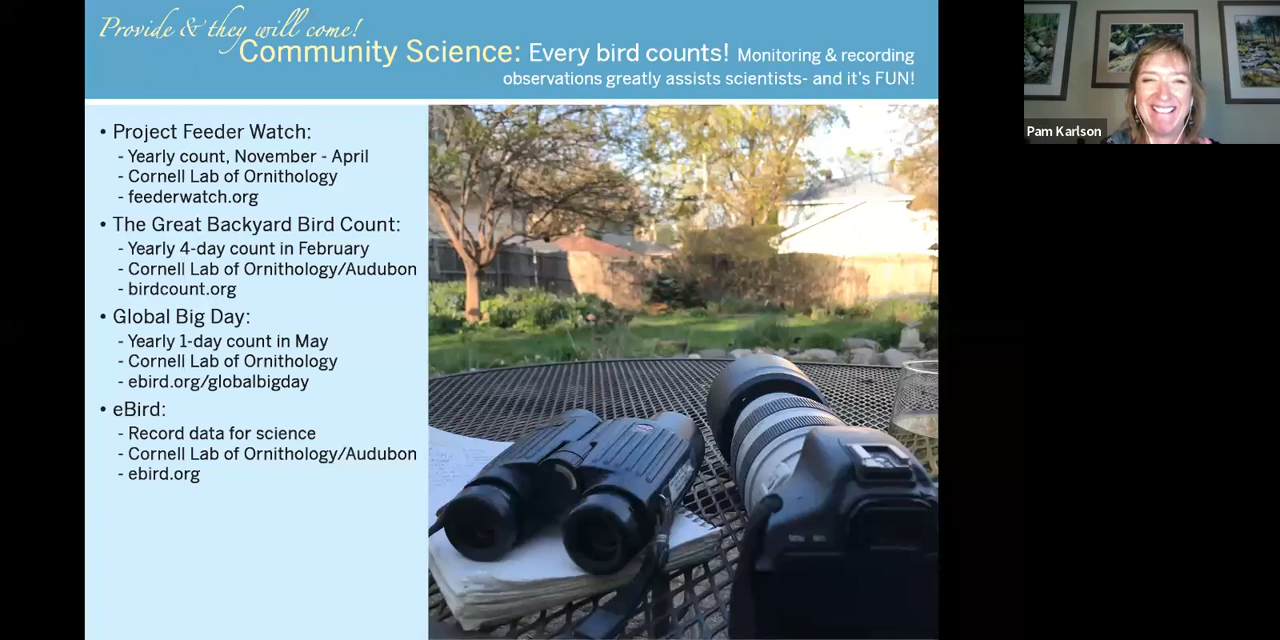 Provide & they will come!
Community Science: Every bird counts! Monitoring & recording
observations greatly assists scientists- and it's FUN!
• Project Feeder Watch:
- Yearly count, November - April
- Cornell Lab of Ornithology
- feederwatch.org
• The Great Backyard Bird Count:
- Yearly 4-day count in February
- Cornell Lab of Ornithology/Audubon
- birdcount.org
• Global Big Day:
- Yearly 1-day count in May
- Cornell Lab of Ornithology
- ebird.org/globalbigday
• eBird:
- Record data for science
- Cornell Lab of Ornithology/Audubon
- ebird.org
Pam Karlson